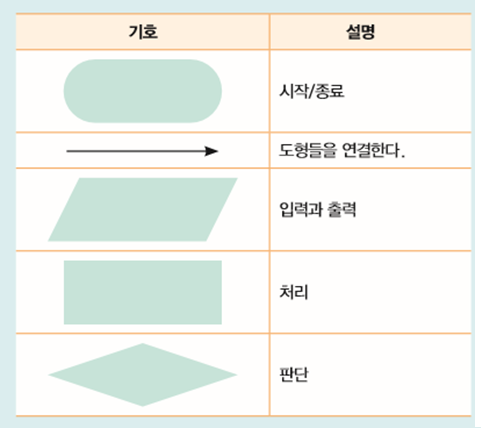 기호 설명
시작/종료
도형들을 연결한다.
입력과 출력
처리
판단